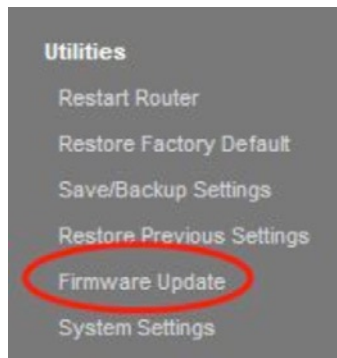 Utilities
Restart Router
Restore Factory Default
Save/Backup Settings
Restore Previous Settings
Firmware Update
System Settings